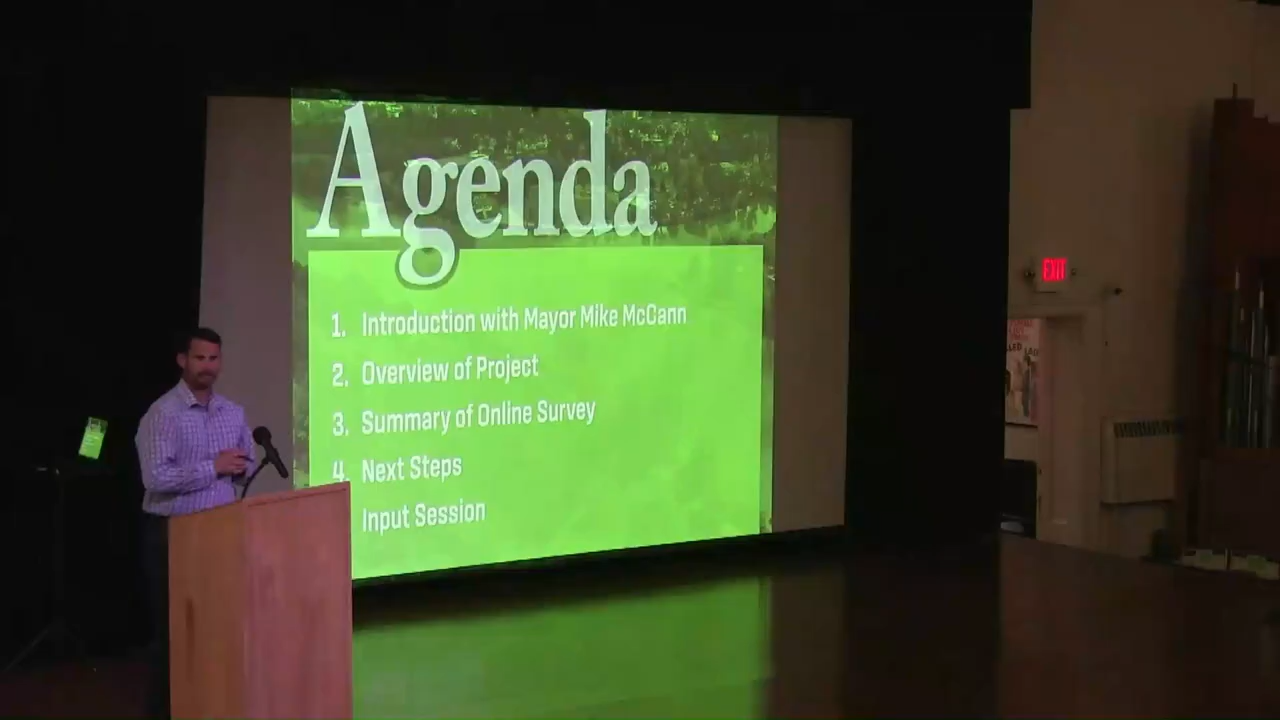 Agenda
1. Introduction with Mayor Mike McCann
2. Overview of Project
3. Summary of Online Survey
4. Next Steps
Input Session
EXIT